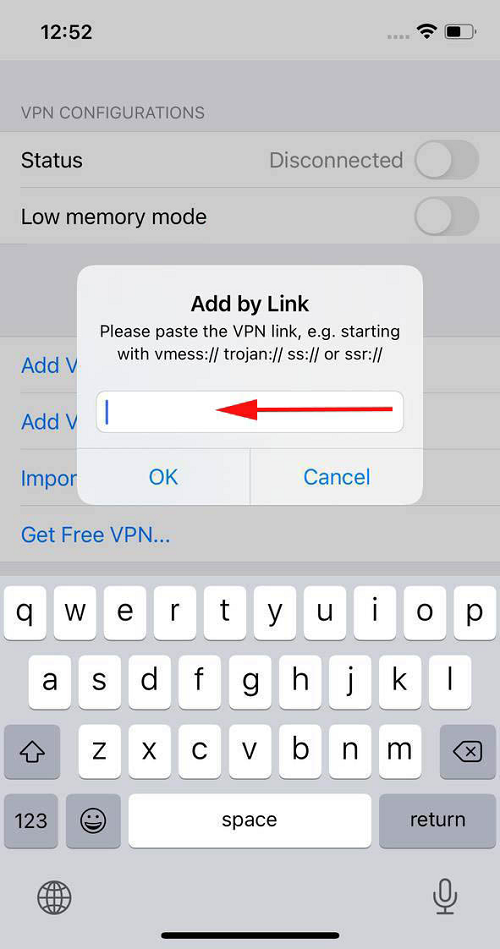 12:52
VPN CONFIGURATIONS
Status Disconnected
Low memory mode
Add by Link
Please paste the VPN link, e.g. starting
with vmess:// trojan:// ss:// or ssr://
Add V
Add V
OK Cancel
Impor
Get Free VPN...
q w e r t y u i o p
a s d f g h j k l
z x c v b n m
123 space return